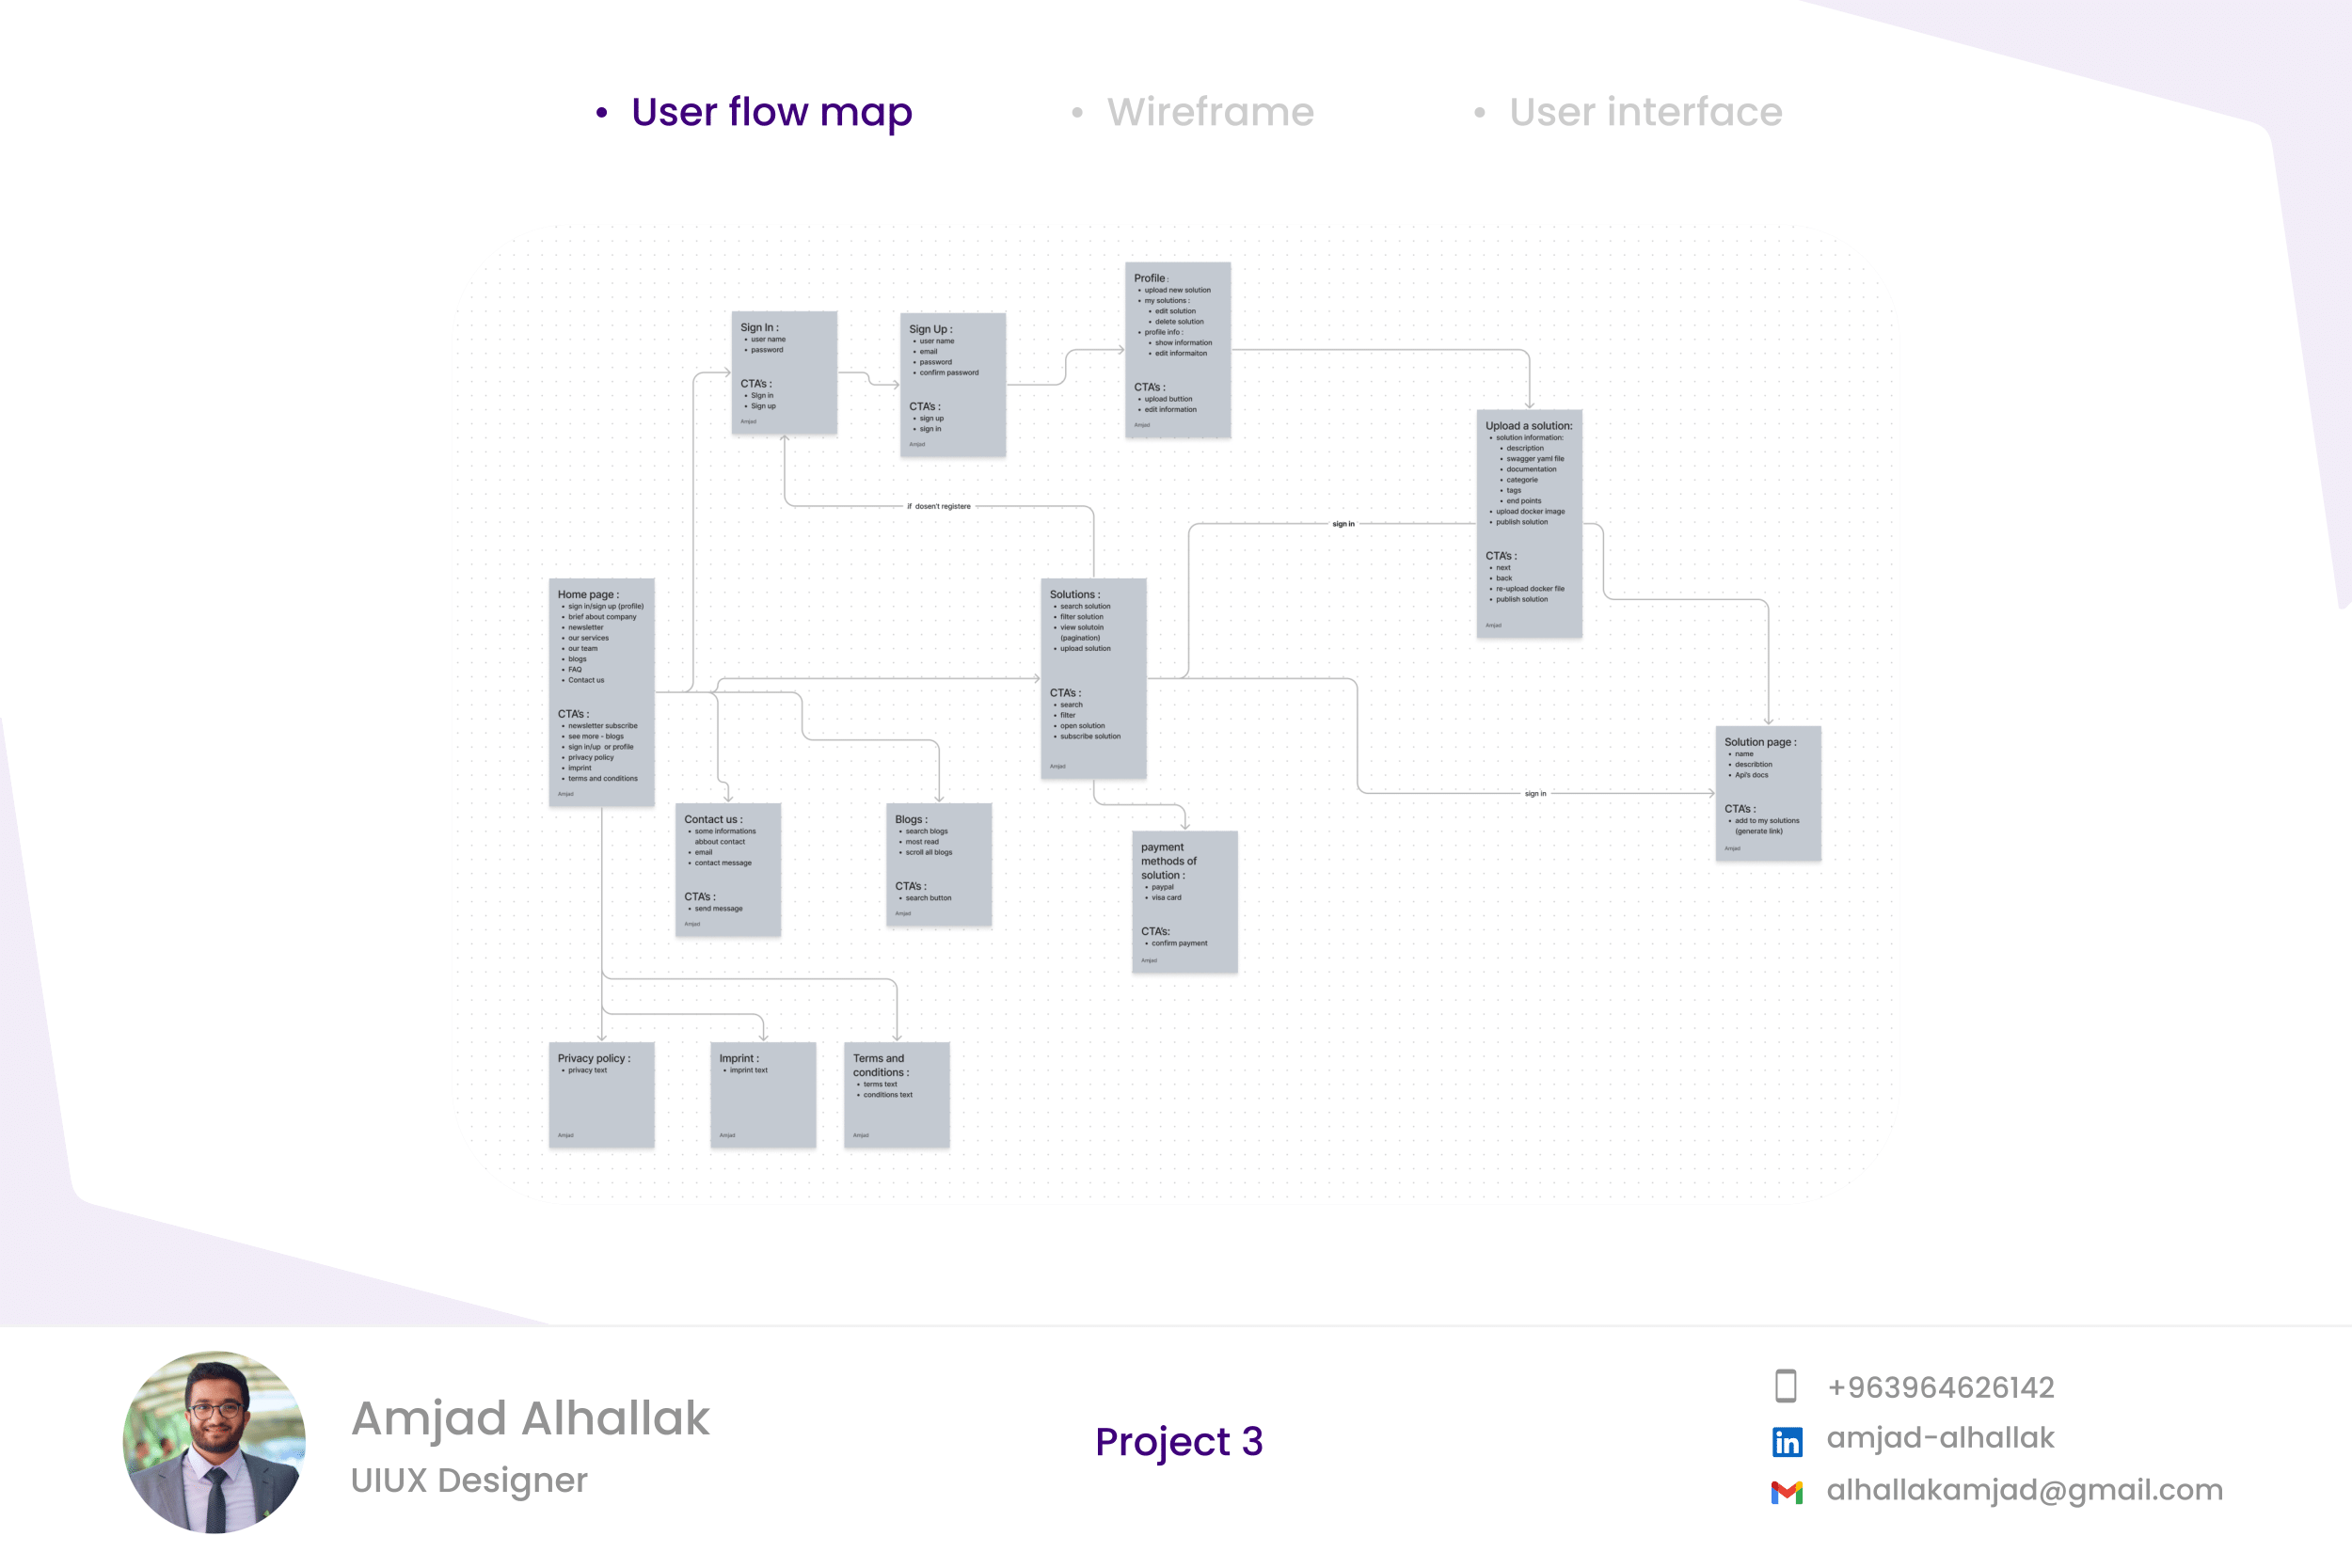 User flow map
Wireframe
User interface
Profile :
upload new solution
my solutions :
edit solution
delete solution
profile info :
show information
edit informaiton
CTA's :
upload buttion
edit information
Amjad
Sign In :
user name
password
CTA's :
SIgn in
Sign up
Amjad
Sign Up :
user name
email
password
confirm password
CTA's :
sign up
sign in
Amjad
Upload a solution:
solution information:
description
swagger yaml file
documentation
categorie
tags
end points
upload docker image
publish solution
CTA's :
next
back
re-upload docker file
publish solution
Amjad
if dosen't registere
sign in
Home page :
sign in/sign up (profile)
brief about company
newsletter
our services
our team
blogs
FAQ
Contact us
CTA's :
newsletter subscribe
see more - blogs
sign in/up or profile
privacy policy
imprint
terms and conditions
Amjad
Solutions :
search solution
filter solution
view solutoin
(pagination)
upload solution
CTA's :
search
filter
open solution
subscribe solution
Amjad
Solution page :
name
describtion
Api's docs
CTA's :
add to my solutions
(generate link)
Amjad
sign in
Contact us :
some informations
abbout contact
email
contact message
CTA's :
send message
Amjad
Blogs :
search blogs
most read
scroll all blogs
CTA's :
search button
Amjad
payment
methods of
solution :
paypal
visa card
CTA's:
confirm payment
Amjad
Privacy policy :
privacy text
Amjad
Imprint :
imprint text
Amjad
Terms and
conditions :
terms text
conditions text
Amjad
Amjad Alhallak
UIUX Designer
Project 3
+963964626142
in
amjad-alhallak
alhallakamjad@gmail.com